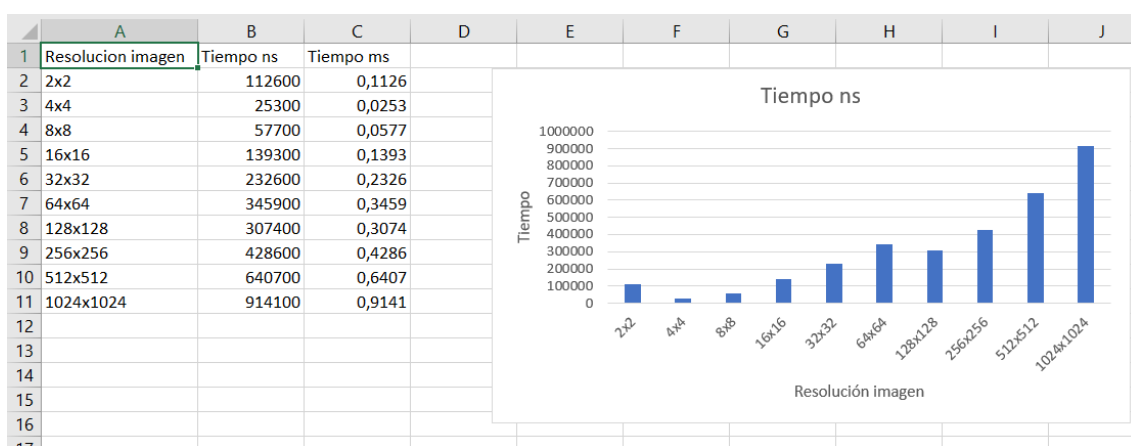 A B C D E F G H I J
1 Resolucion imagen Tiempo ns Tiempo ms
2 2x2 112600 0,1126
3 4x4 25300 0,0253
4 8x8 57700 0,0577
5 16x16 139300 0,1393
6 32x32 232600 0,2326
7 64x64 345900 0,3459
8 128x128 307400 0,3074
9 256x256 428600 0,4286
10 512x512 640700 0,6407
11 1024x1024 914100 0,9141
12
13
14
15
16
17
Tiempo ns
Tiempo
1000000
900000
800000
700000
600000
500000
400000
300000
200000
100000
0
2x2 4x4 8x8 16x16 32x32 64x64 128x128 256x256 512x512 1024x1024
Resolución imagen